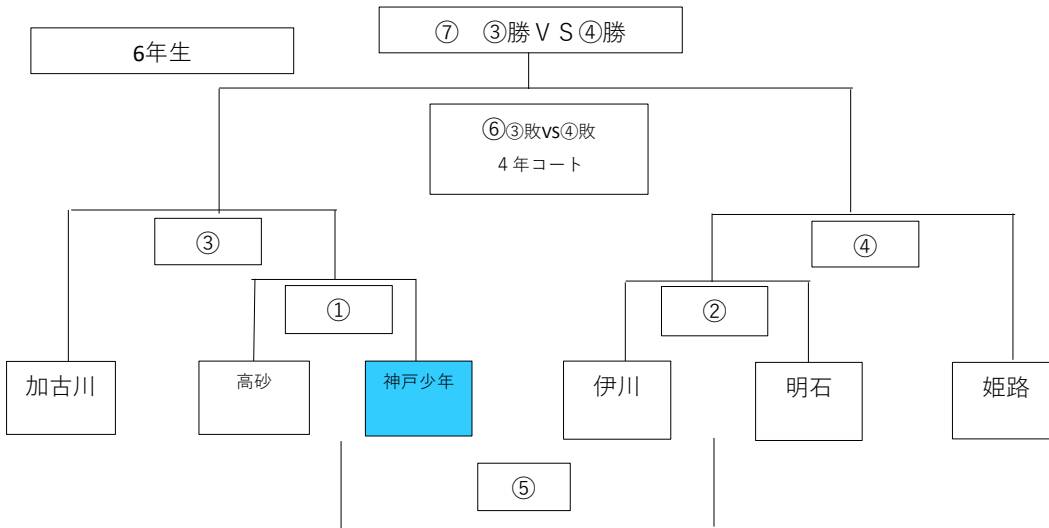 6年生
⑦　③勝ＶＳ④勝
⑥③敗vs④敗
４年コート
③
④
①
②
加古川
高砂
神戸少年
伊川
明石
姫路
⑤